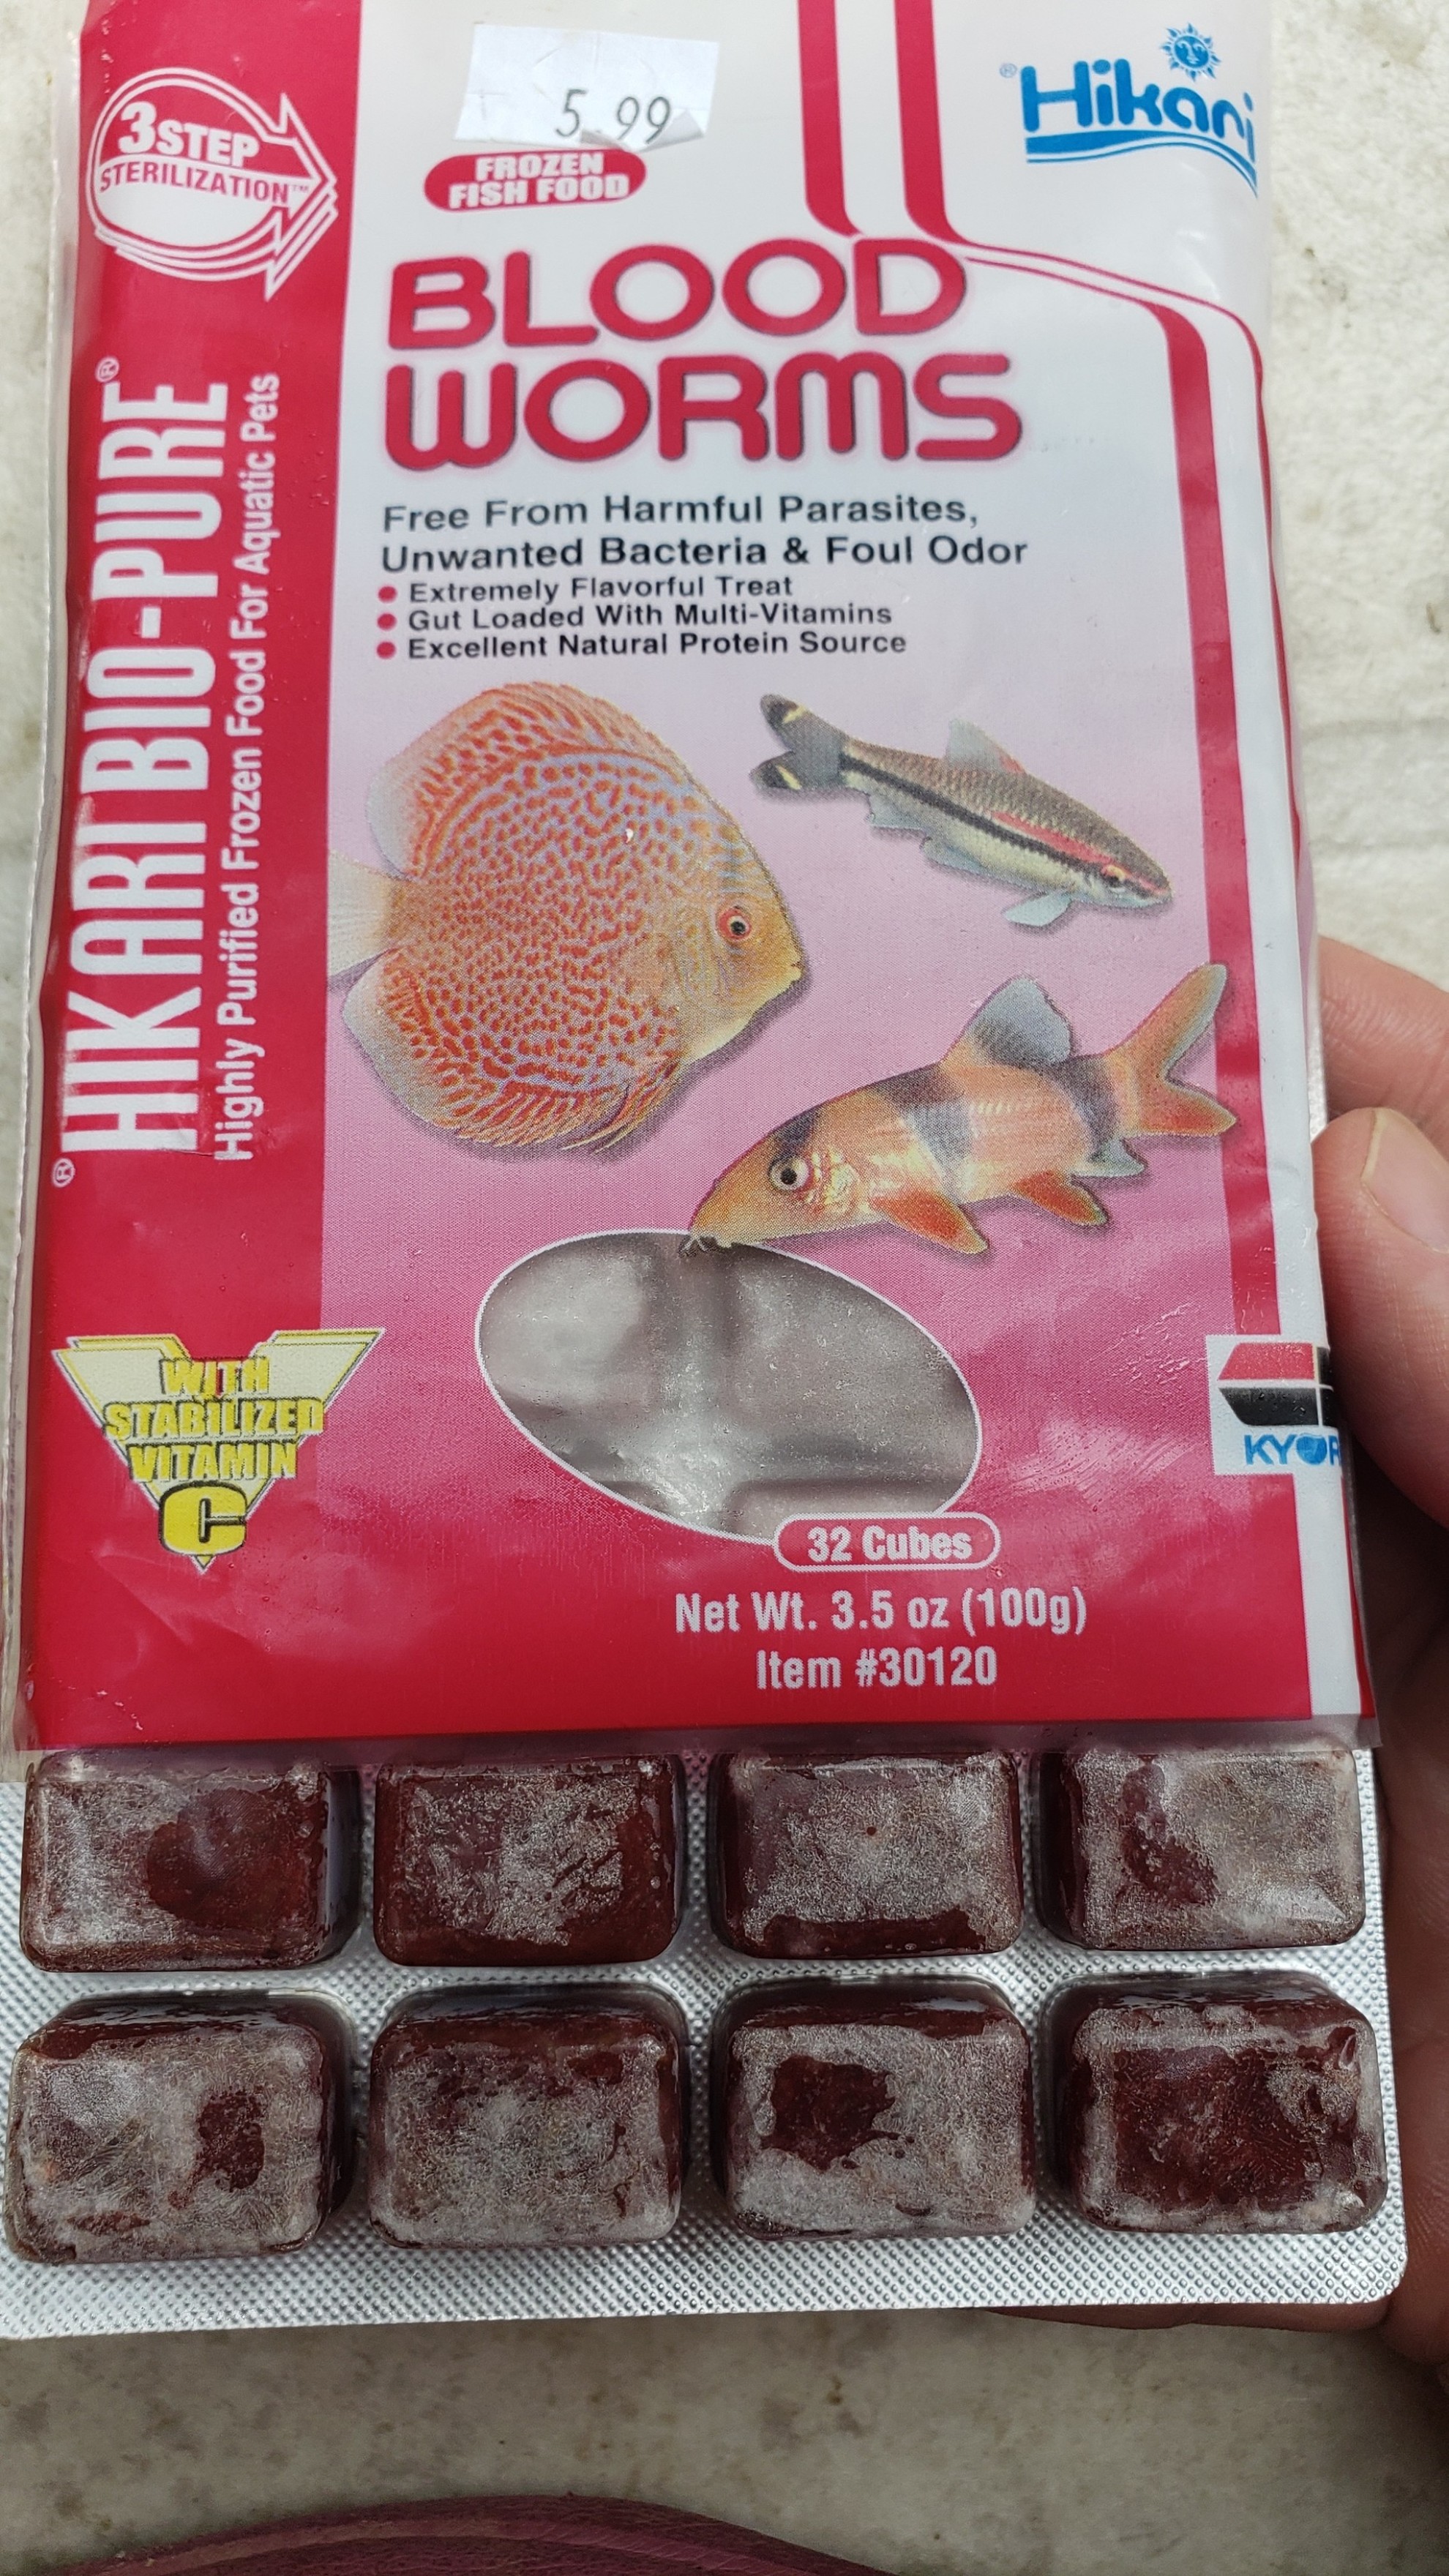 5.99
3 STEP
STERILIZATION™
FROZEN
FISH FOOD
® Hikari
BLOOD
WORMS
Free From Harmful Parasites,
Unwanted Bacteria & Foul Odor
• Extremely Flavorful Treat
• Gut Loaded With Multi-Vitamins
• Excellent Natural Protein Source
® HIKARI BIO-PURE®
Highly Purified Frozen Food For Aquatic Pets
WITH
STABILIZED
VITAMIN
C
32 Cubes
Net Wt. 3.5 oz (100g)
Item #30120